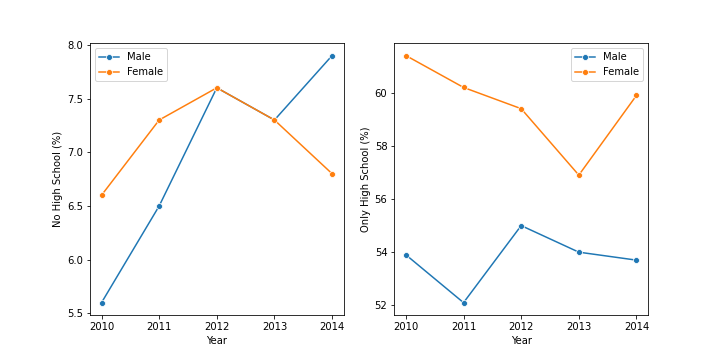 No High School (%)
8.0
7.5
7.0
6.5
6.0
5.5
Male
Female
2010 2011 2012 2013 2014
Year
Only High School (%)
60
58
56
54
52
Male
Female
2010 2011 2012 2013 2014
Year